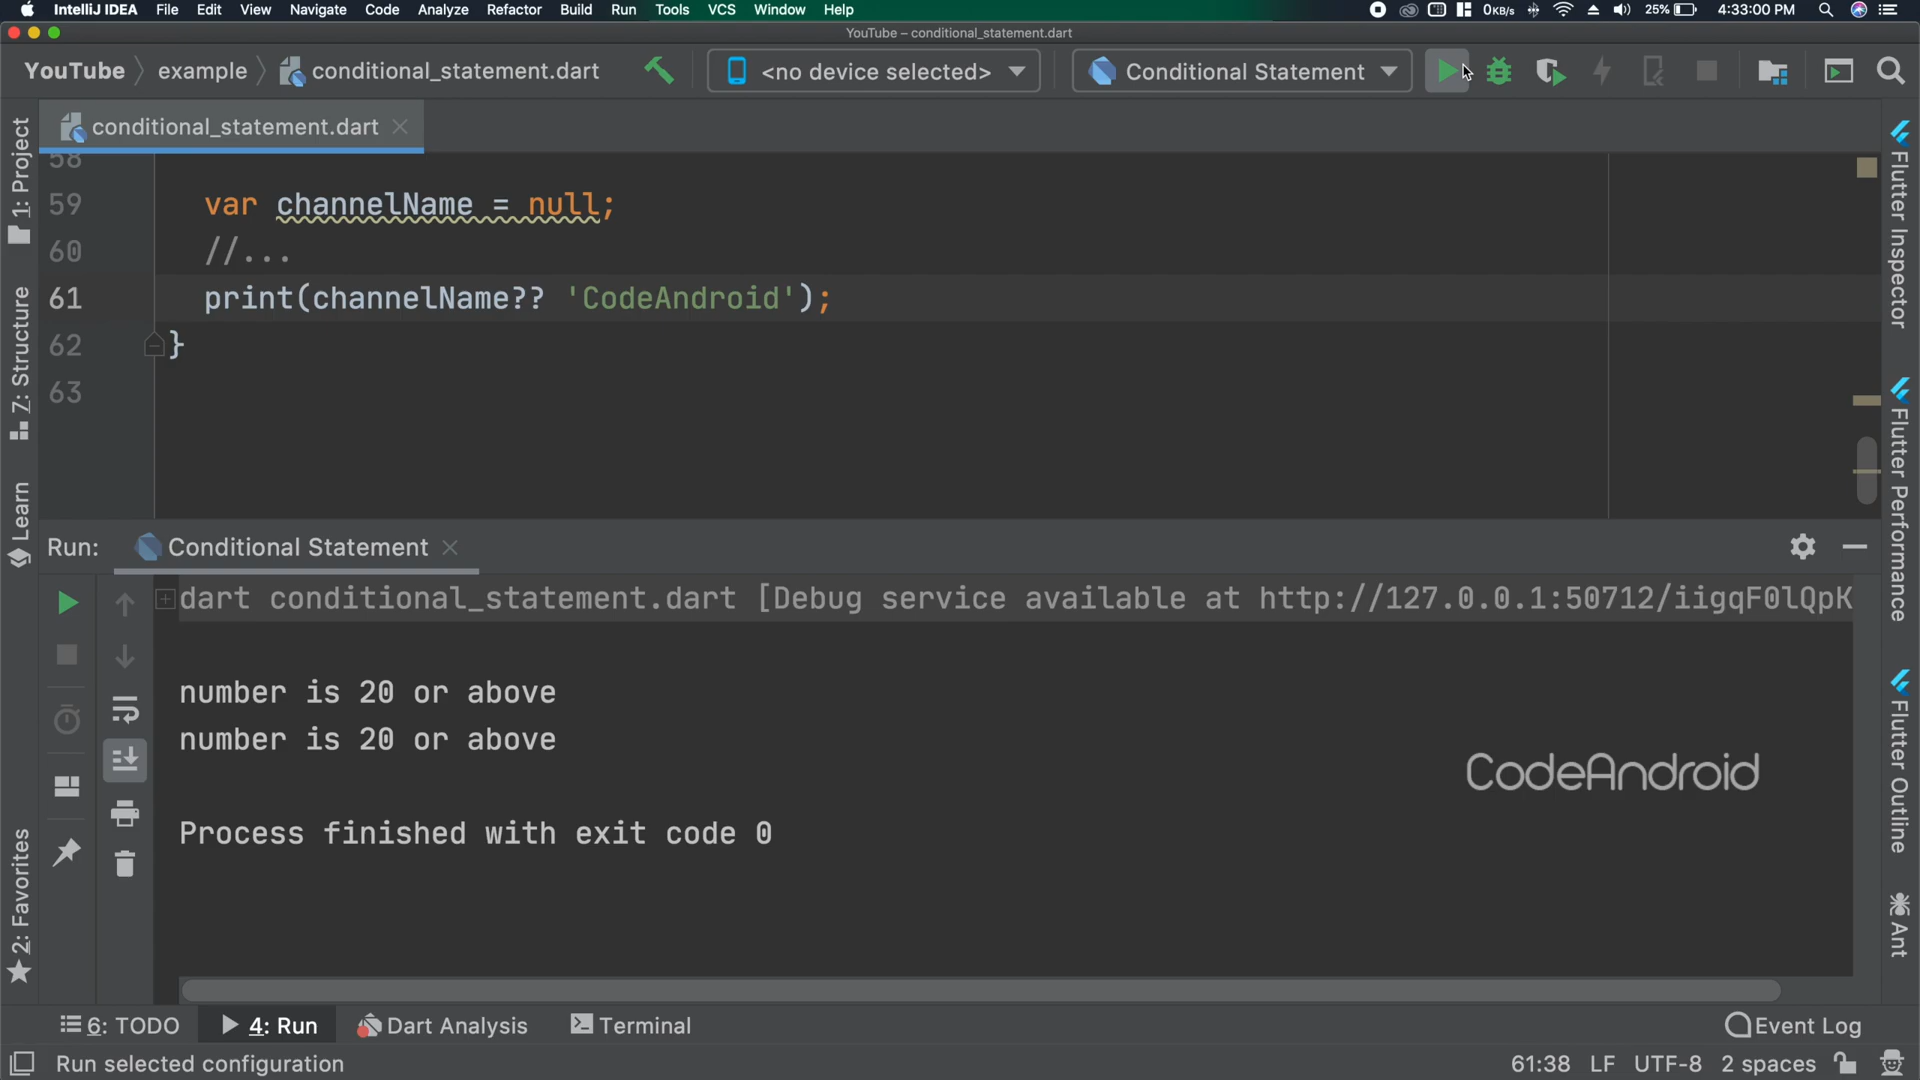 IntelliJ IDEA File Edit View Navigate Code Analyze Refactor Build Run Tools VCS Window Help 0KB/s 25% 4:33:00 PM
YouTube – conditional_statement.dart
YouTube example conditional_statement.dart <no device selected> Conditional Statement
conditional_statement.dart
58
59 var channelName = null;
60 //...
61 print(channelName?? 'CodeAndroid');
62 }
63
1: Project
Z: Structure
Learn
2: Favorites
Flutter Inspector
Flutter Performance
Flutter Outline
Ant
Run: Conditional Statement
dart conditional_statement.dart [Debug service available at http://127.0.0.1:50712/iigqF0lQpK
number is 20 or above
number is 20 or above
CodeAndroid
Process finished with exit code 0
6: TODO 4: Run Dart Analysis Terminal Event Log
Run selected configuration 61:38 LF UTF-8 2 spaces